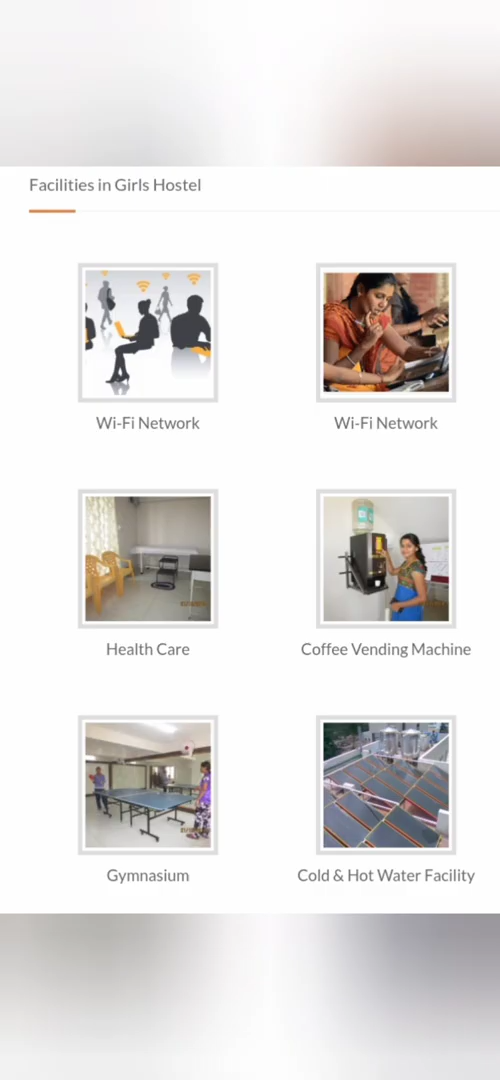 Facilities in Girls Hostel
Wi-Fi Network
Wi-Fi Network
Health Care
Coffee Vending Machine
Gymnasium
Cold & Hot Water Facility